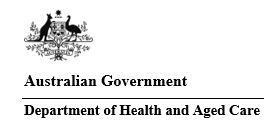 Australian Government
Department of Health and Aged Care